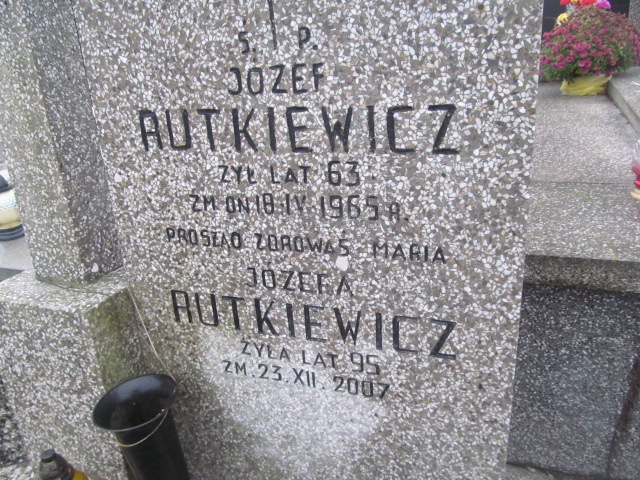 Ś. P.
JÓZEF
RUTKIEWICZ
ŻYŁ LAT 63
ZM DN 18.IV.1965 R.
PROSZĄO ZDROWAŚ MARIA
JÓZEFA
RUTKIEWICZ
ŻYŁA LAT 95
ZM. 23.XII.2007